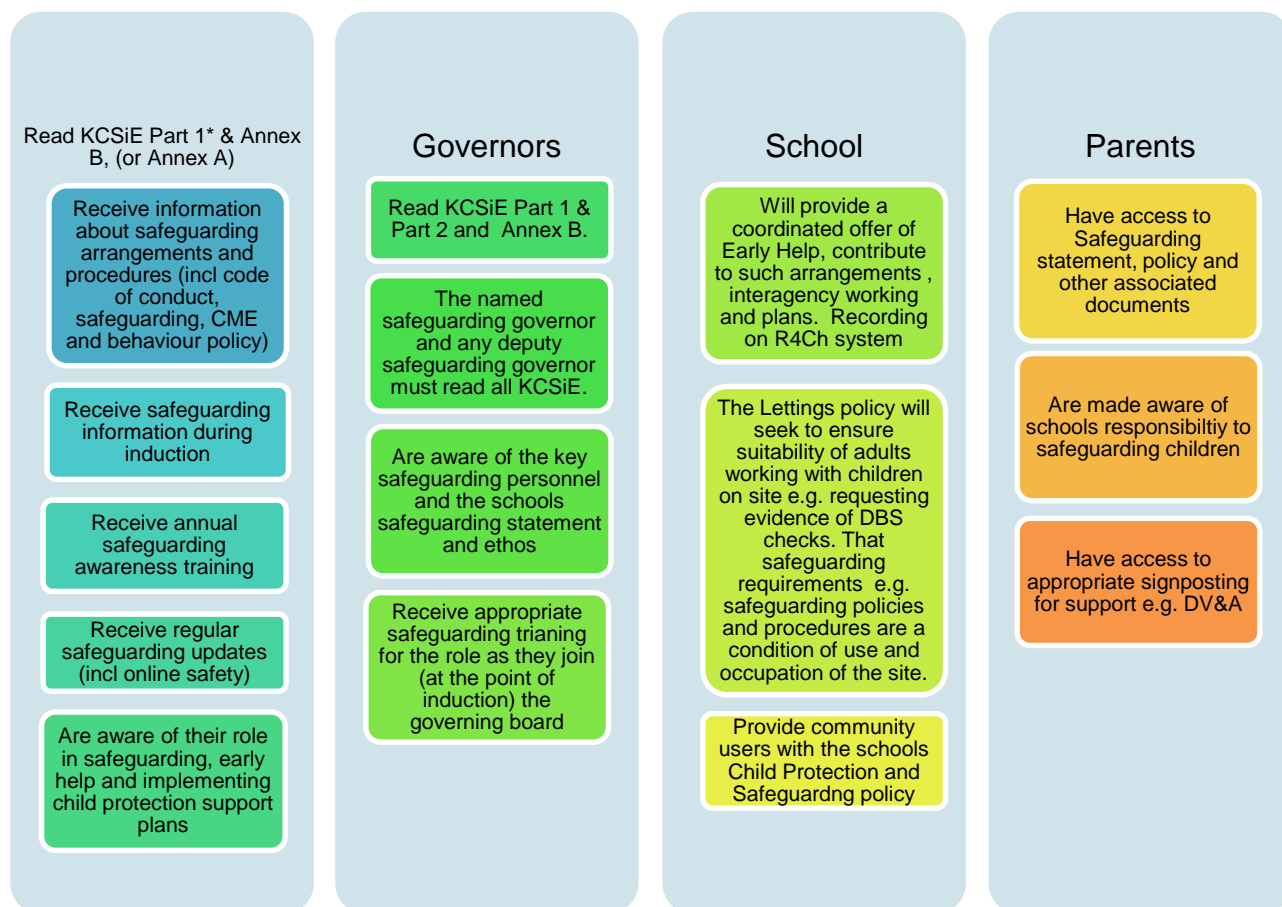 Read KCSiE Part 1* & Annex
B, (or Annex A)
Receive information
about safeguarding
arrangements and
procedures (incl code
of conduct,
safeguarding, CME
and behaviour policy)
Receive safeguarding
information during
induction
Receive annual
safeguarding
awareness training
Receive regular
safeguarding updates
(incl online safety)
Are aware of their role
in safeguarding, early
help and implementing
child protection support
plans
Governors
Read KCSiE Part 1 &
Part 2 and Annex B.
The named
safeguarding governor
and any deputy
safeguarding governor
must read all KCSiE.
Are aware of the key
safeguarding personnel
and the schools
safeguarding statement
and ethos
Receive appropriate
safeguarding trianing
for the role as they join
(at the point of
induction) the
governing board
School
Will provide a
coordinated offer of
Early Help, contribute
to such arrangements ,
interagency working
and plans. Recording
on R4Ch system
The Lettings policy will
seek to ensure
suitability of adults
working with children
on site e.g. requesting
evidence of DBS
checks. That
safeguarding
requirements e.g.
safeguarding policies
and procedures are a
condition of use and
occupation of the site.
Provide community
users with the schools
Child Protection and
Safeguardng policy
Parents
Have access to
Safeguarding
statement, policy and
other associated
documents
Are made aware of
schools responsibiltiy to
safeguarding children
Have access to
appropriate signposting
for support e.g. DV&A